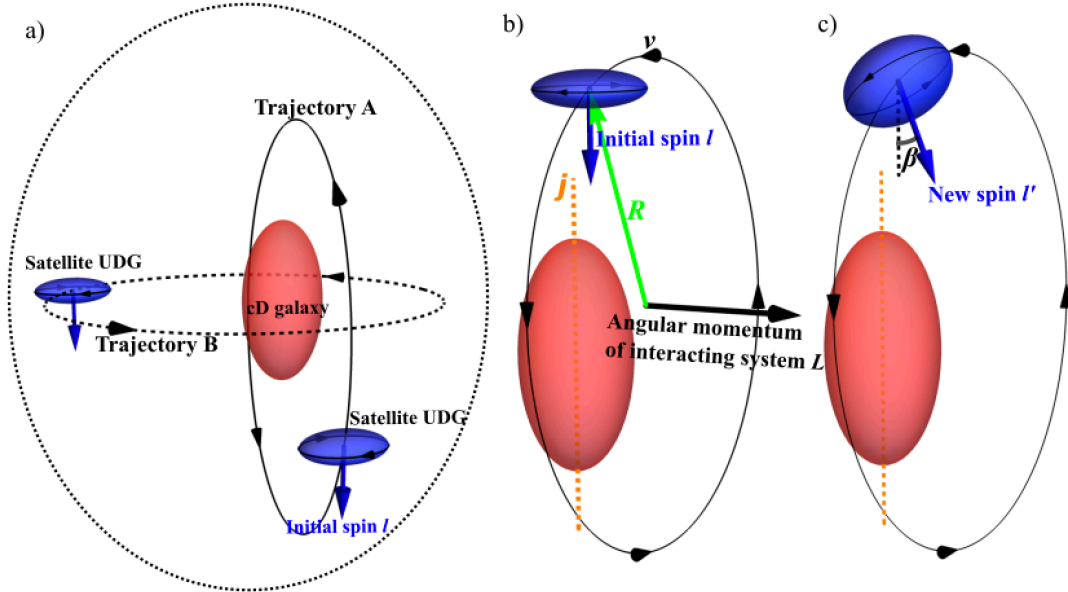 a)
Trajectory A
Satellite UDG
cD galaxy
Trajectory B
Satellite UDG
Initial spin l
b)
v
Initial spin l
j
R
Angular momentum
of interacting system L
c)
β
New spin l'